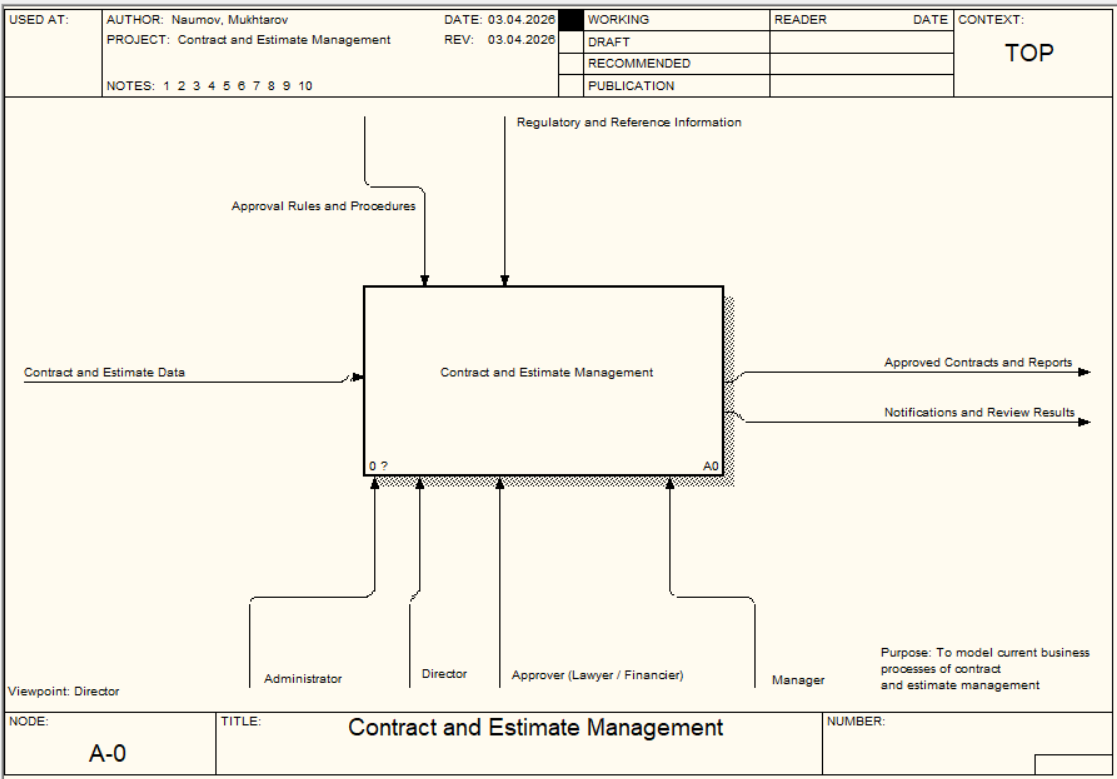 USED AT:
AUTHOR: Naumov, Mukhtarov
DATE: 03.04.2026
PROJECT: Contract and Estimate Management
REV: 03.04.2026
NOTES: 1 2 3 4 5 6 7 8 9 10
WORKING
DRAFT
RECOMMENDED
PUBLICATION
READER
DATE
CONTEXT:
TOP
Regulatory and Reference Information
Approval Rules and Procedures
Contract and Estimate Data
Contract and Estimate Management
0 ?
A0
Approved Contracts and Reports
Notifications and Review Results
Administrator
Director
Approver (Lawyer / Financier)
Manager
Purpose: To model current business
processes of contract
and estimate management
Viewpoint: Director
NODE:
A-0
TITLE:
Contract and Estimate Management
NUMBER: